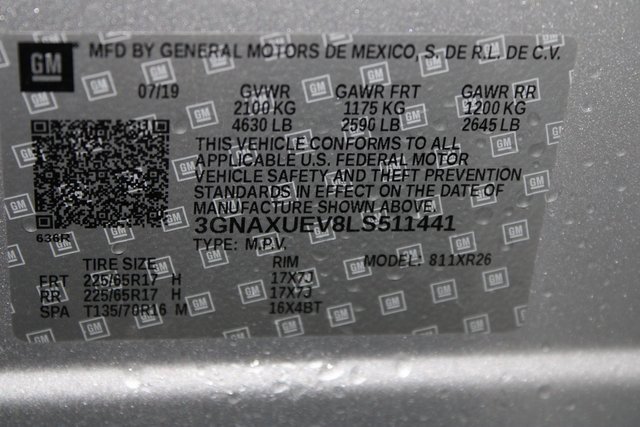 GM MFD BY GENERAL MOTORS DE MEXICO, S. DE R.L. DE C.V.
07/19 GVWR GAWR FRT GAWR RR
2100 KG 1175 KG 1200 KG
4630 LB 2590 LB 2645 LB
THIS VEHICLE CONFORMS TO ALL
APPLICABLE U.S. FEDERAL MOTOR
VEHICLE SAFETY AND THEFT PREVENTION
STANDARDS IN EFFECT ON THE DATE OF
MANUFACTURE SHOWN ABOVE.
3GNAXUEV8LS511441
636R TYPE: M.P.V.
TIRE SIZE RIM MODEL: 811XR26
FRT 225/65R17 H 17X7J
RR 225/65R17 H 17X7J
SPA T135/70R16 M 16X4BT